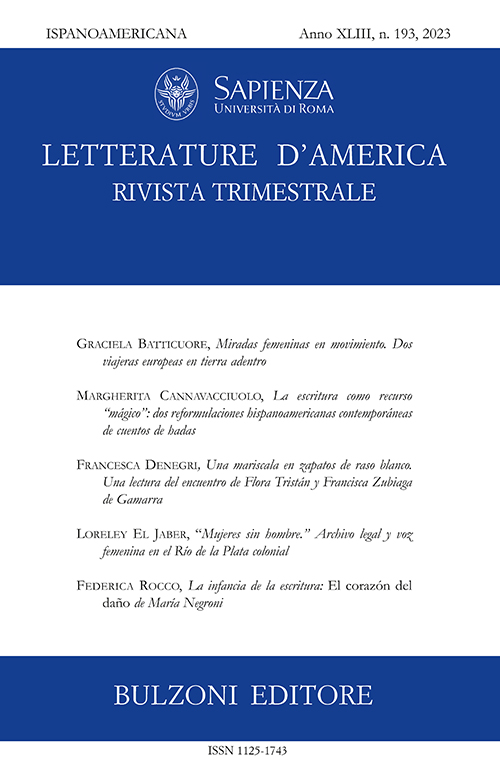 ISPANOAMERICANA Anno XLIII, n. 193, 2023
STUDIUM URBIS
SAPIENZA
UNIVERSITÀ DI ROMA
LETTERATURE D’AMERICA
RIVISTA TRIMESTRALE
GRACIELA BATTICUORE, Miradas femeninas en movimiento. Dos
viajeras europeas en tierra adentro
MARGHERITA CANNAVACCIUOLO, La escritura como recurso
“mágico”: dos reformulaciones hispanoamericanas contemporáneas
de cuentos de hadas
FRANCESCA DENEGRI, Una mariscala en zapatos de raso blanco.
Una lectura del encuentro de Flora Tristán y Francisca Zubiaga
de Gamarra
LORELEY EL JABER, “Mujeres sin hombre.” Archivo legal y voz
femenina en el Río de la Plata colonial
FEDERICA ROCCO, La infancia de la escritura: El corazón del
daño de María Negroni
BULZONI EDITORE
ISSN 1125-1743